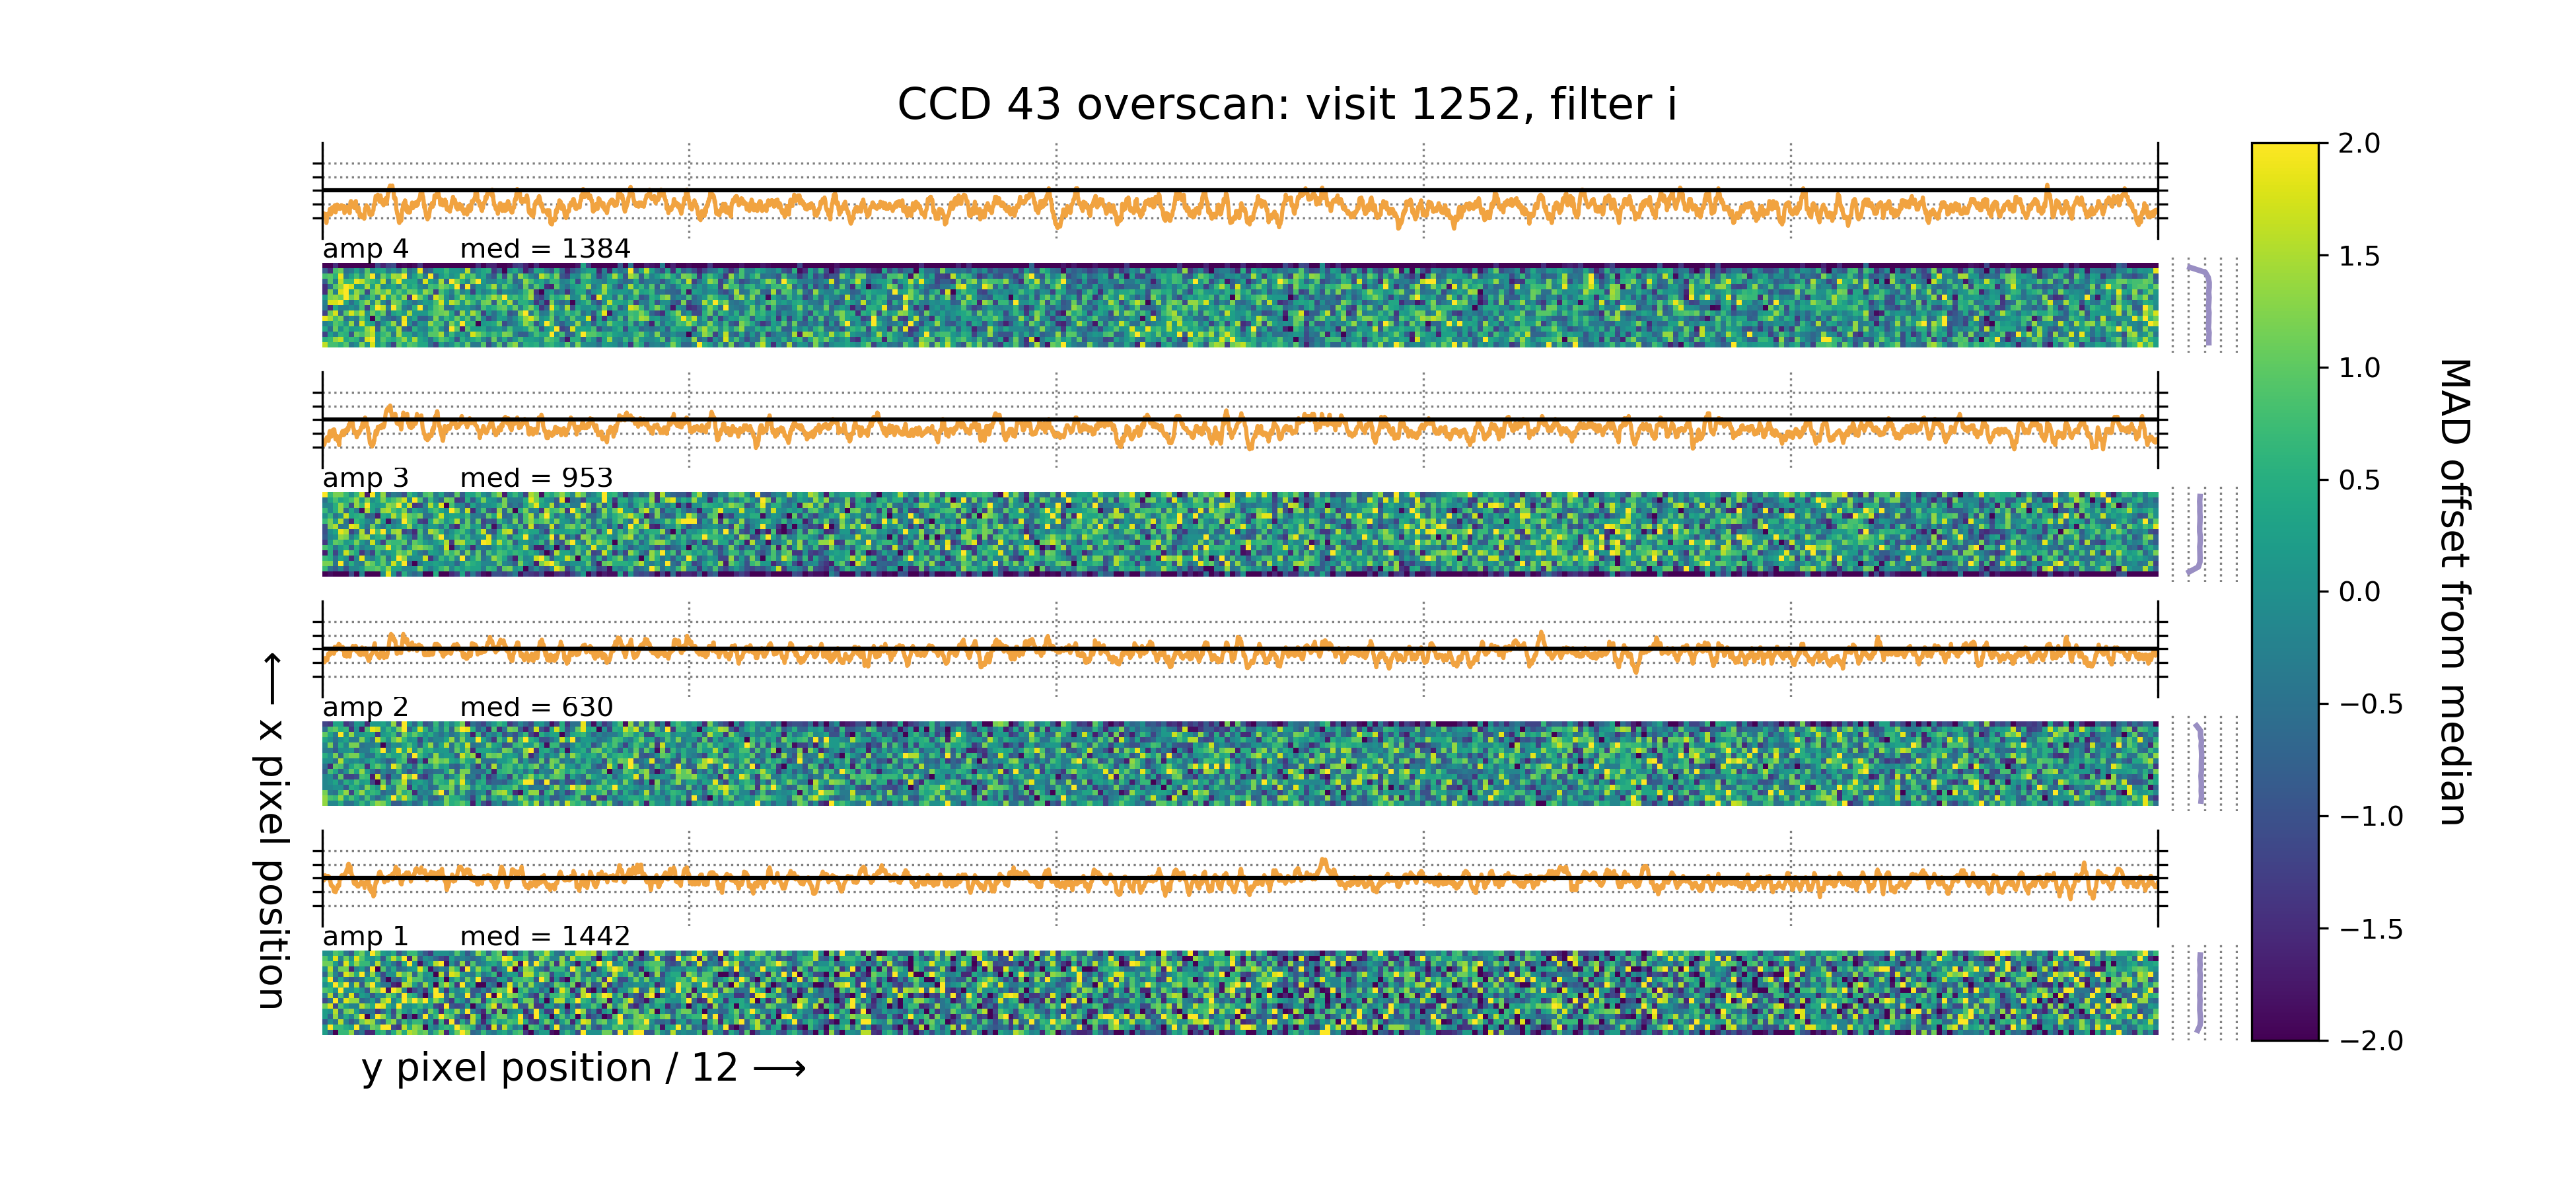 CCD 43 overscan: visit 1252, filter i
amp 4 med = 1384
amp 3 med = 953
amp 2 med = 630
amp 1 med = 1442
⟵ x pixel position
y pixel position / 12 ⟶
2.0
1.5
1.0
0.5
0.0
−0.5
−1.0
−1.5
−2.0
MAD offset from median